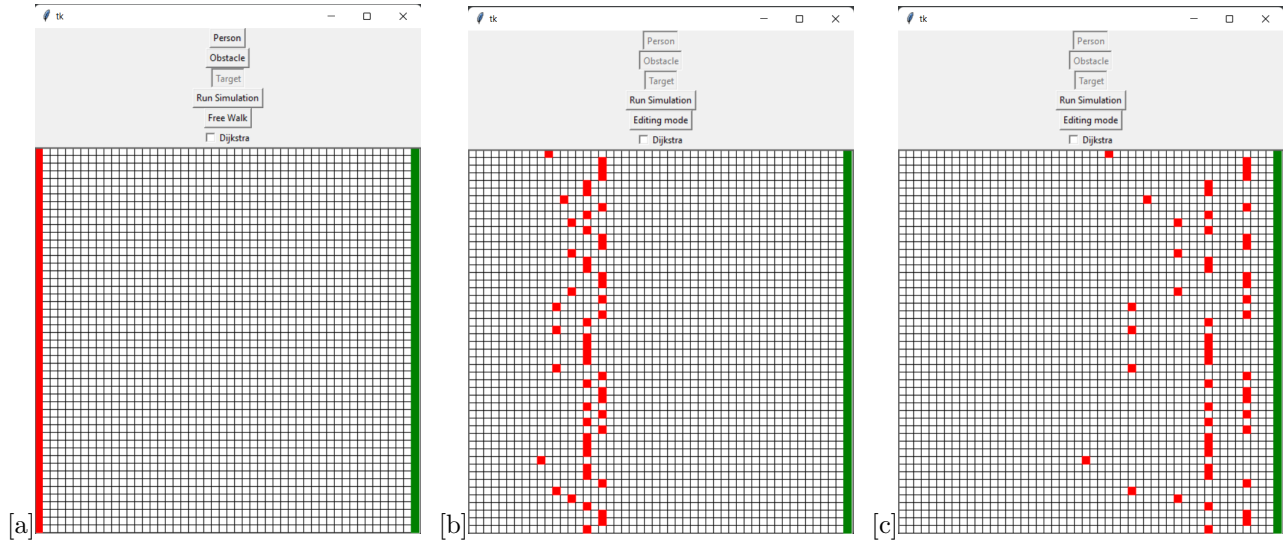 tk
Person
Obstacle
Target
Run Simulation
Free Walk
Dijkstra
[a]
tk
Person
Obstacle
Target
Run Simulation
Editing mode
Dijkstra
[b]
tk
Person
Obstacle
Target
Run Simulation
Editing mode
Dijkstra
[c]